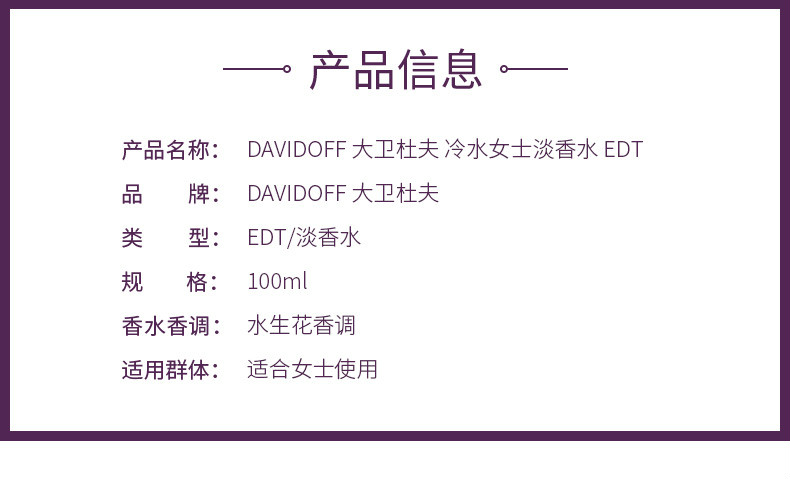 产品信息
产品名称： DAVIDOFF 大卫杜夫 冷水女士淡香水 EDT
品　　牌： DAVIDOFF 大卫杜夫
类　　型： EDT/淡香水
规　　格： 100ml
香水香调： 水生花香调
适用群体： 适合女士使用